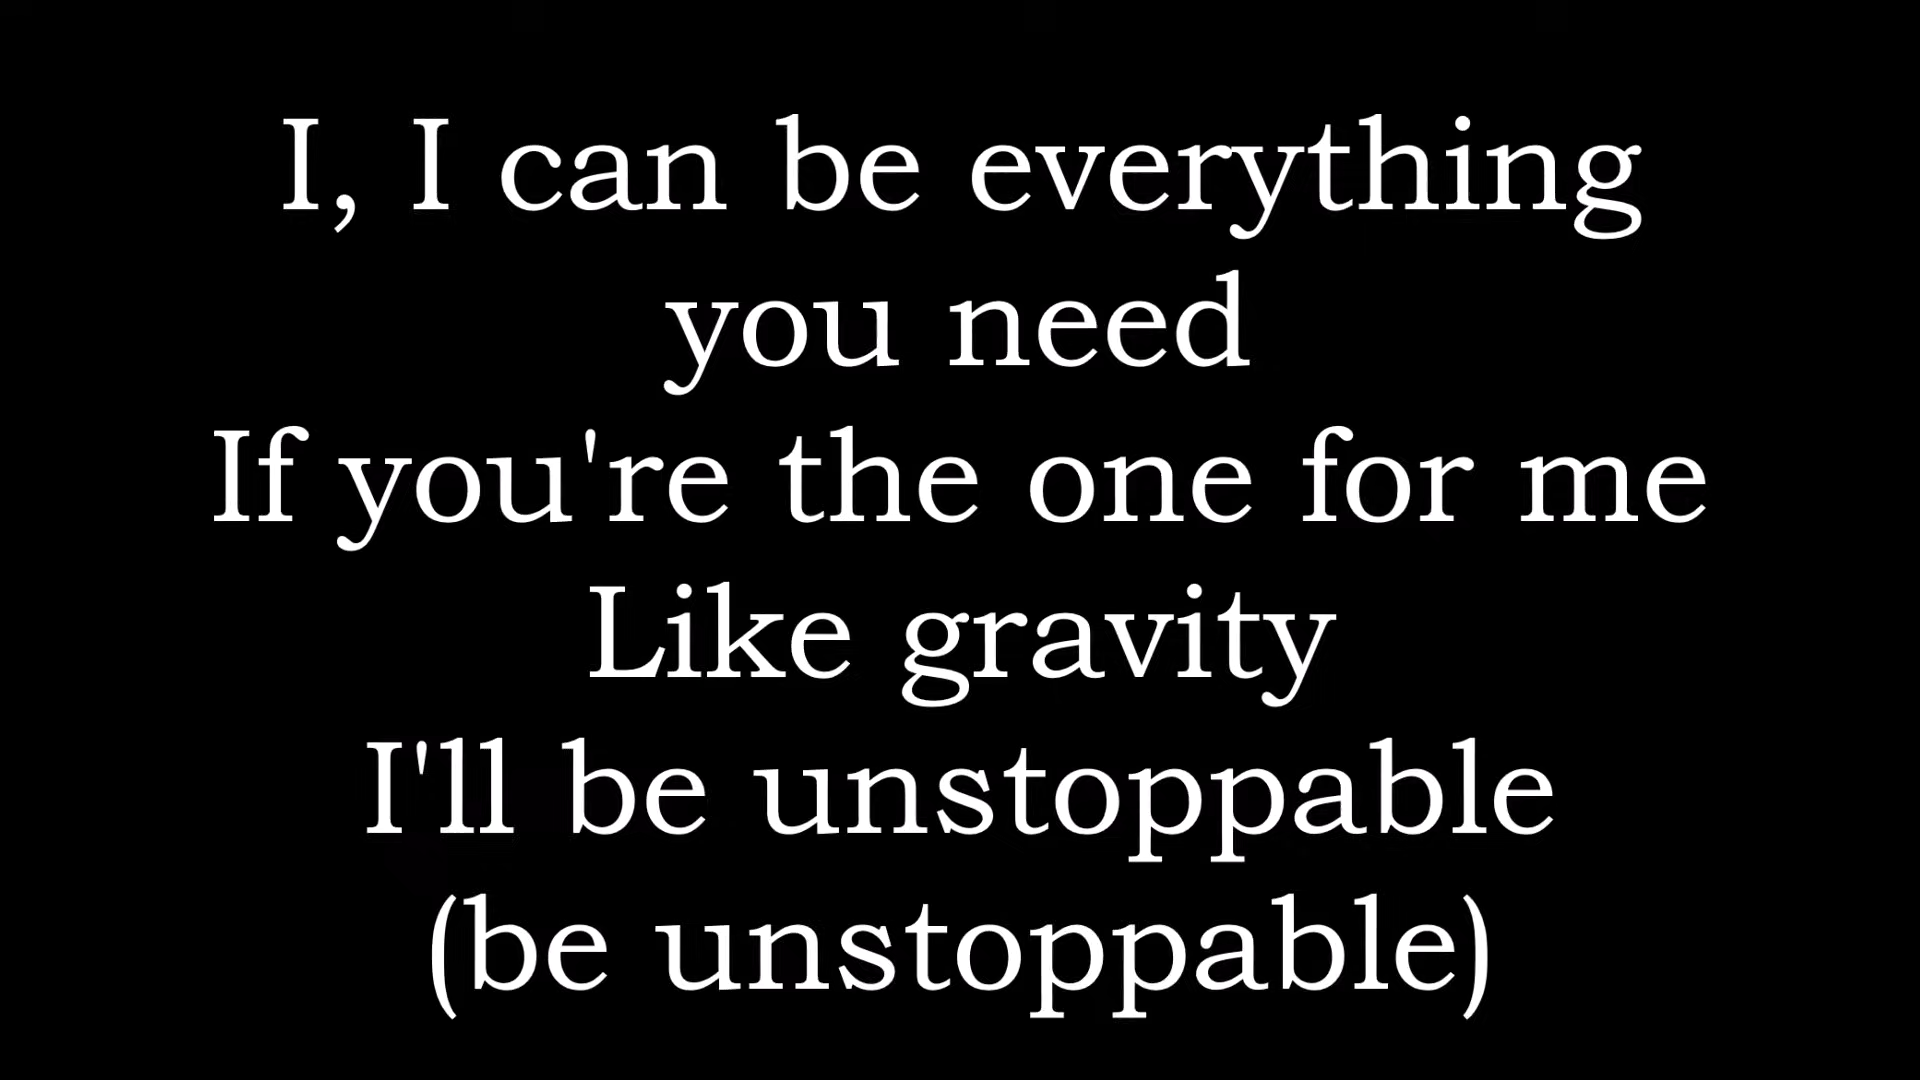 I, I can be everything
you need
If you're the one for me
Like gravity
I'll be unstoppable
(be unstoppable)